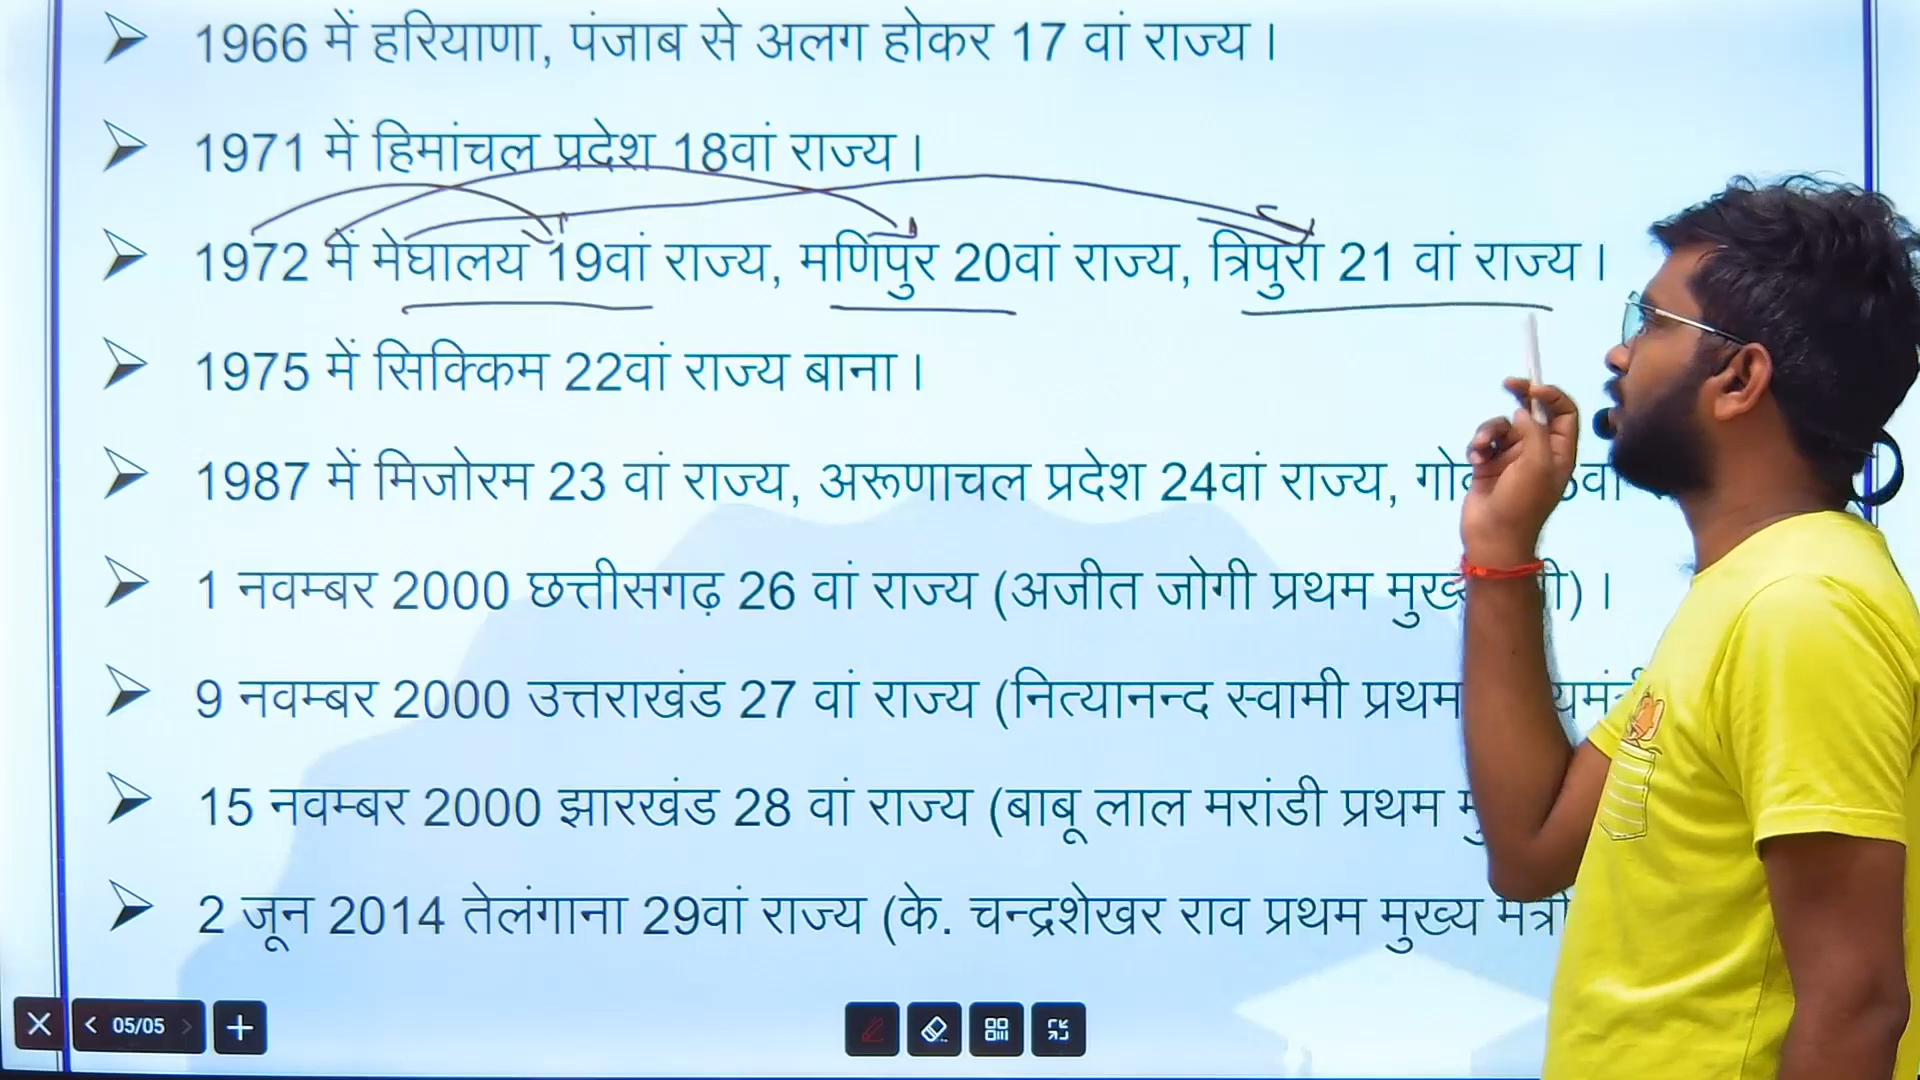 1966 में हरियाणा, पंजाब से अलग होकर 17 वां राज्य।
1971 में हिमांचल प्रदेश 18वां राज्य।
1972 में मेघालय 19वां राज्य, मणिपुर 20वां राज्य, त्रिपुरा 21 वां राज्य।
1975 में सिक्किम 22वां राज्य बाना।
1987 में मिजोरम 23 वां राज्य, अरूणाचल प्रदेश 24वां राज्य,
1 नवम्बर 2000 छत्तीसगढ़ 26 वां राज्य (अजीत जोगी प्रथम
9 नवम्बर 2000 उत्तराखंड 27 वां राज्य (नित्यानन्द स्वामी प्रथम
15 नवम्बर 2000 झारखंड 28 वां राज्य (बाबू लाल मरांडी प्रथम
2 जून 2014 तेलंगाना 29वां राज्य (के. चन्द्रशेखर राव प्रथम मुख्य
05/05